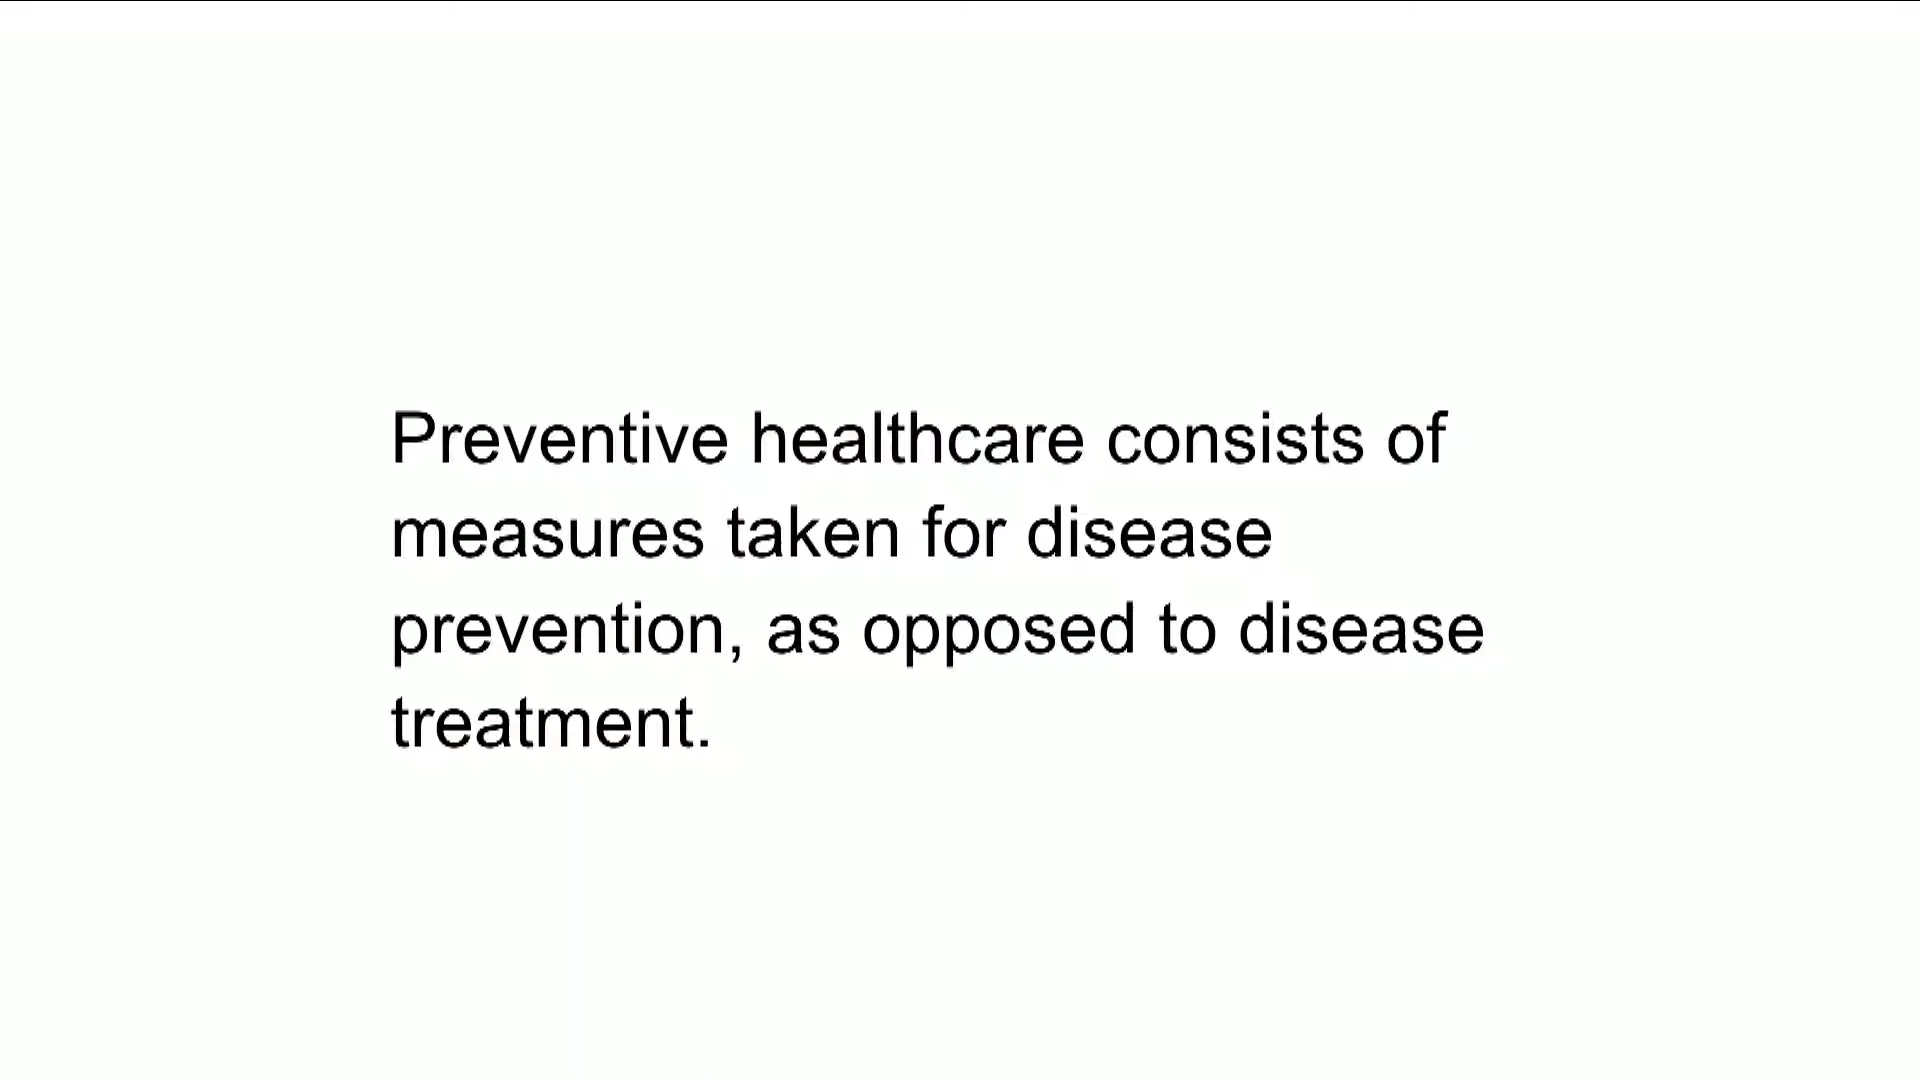 Preventive healthcare consists of
measures taken for disease
prevention, as opposed to disease
treatment.